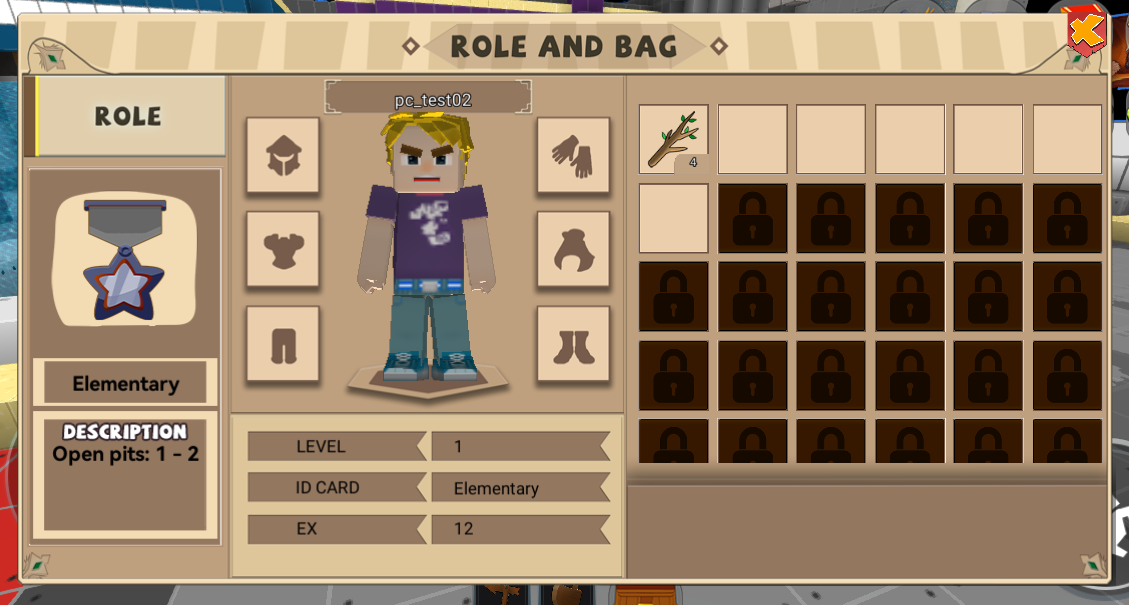 ROLE AND BAG
ROLE
pc_test02
4
Elementary
DESCRIPTION
Open pits: 1 - 2
LEVEL 1
ID CARD Elementary
EX 12